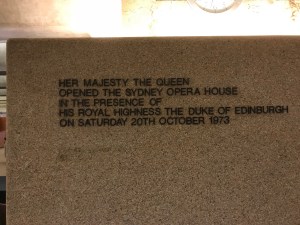 HER MAJESTY THE QUEEN
OPENED THE SYDNEY OPERA HOUSE
IN THE PRESENCE OF
HIS ROYAL HIGHNESS THE DUKE OF EDINBURGH
ON SATURDAY 20TH OCTOBER 1973